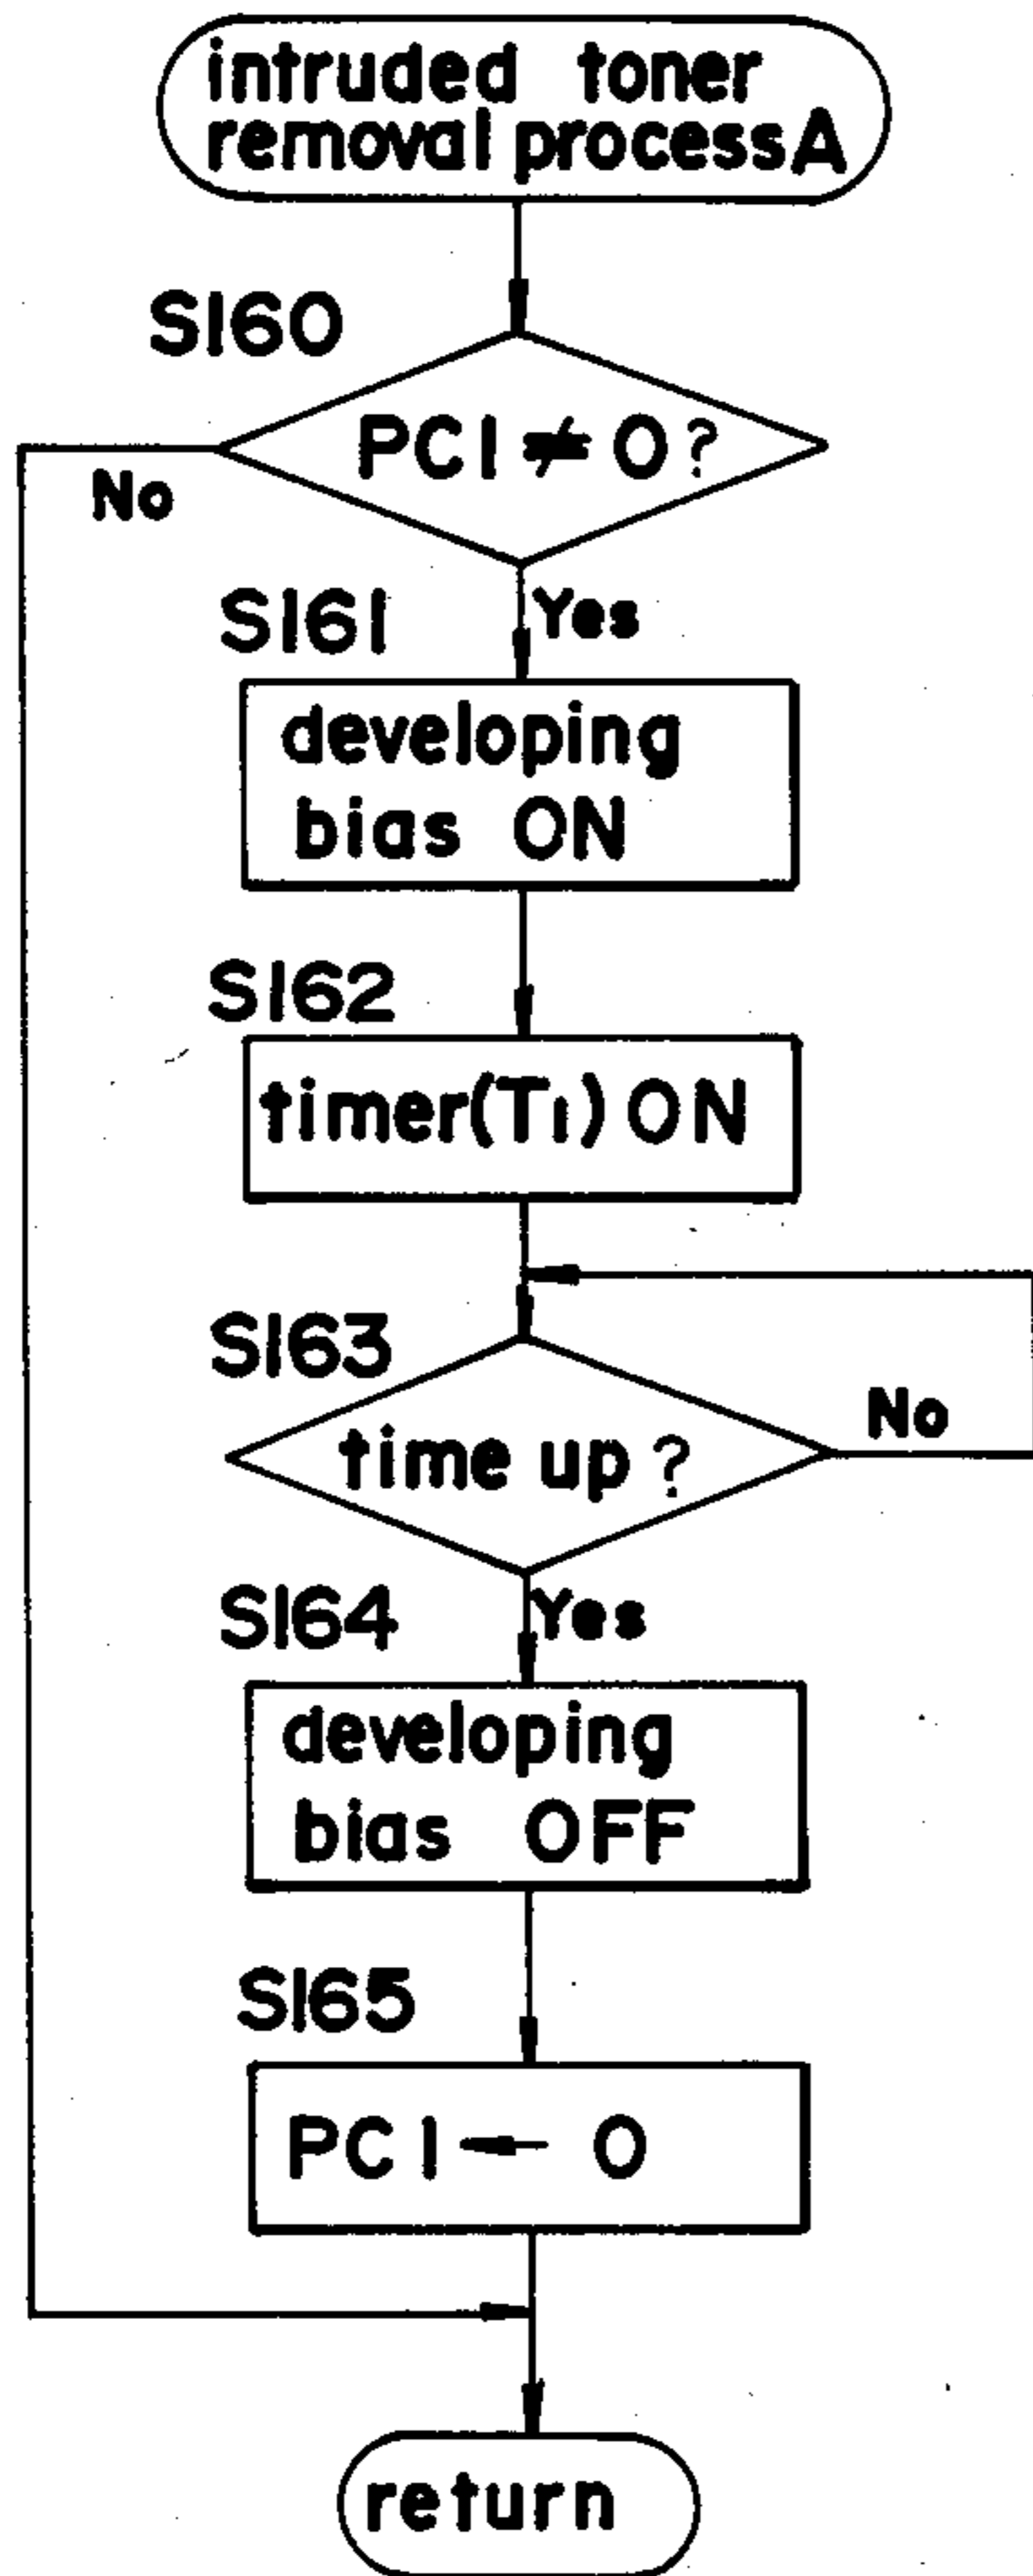 intruded toner
removal process A
S160
PC1 ≠ 0?
No
Yes
S161
developing
bias ON
S162
timer(T1) ON
S163
time up?
No
Yes
S164
developing
bias OFF
S165
PC1 ← 0
return